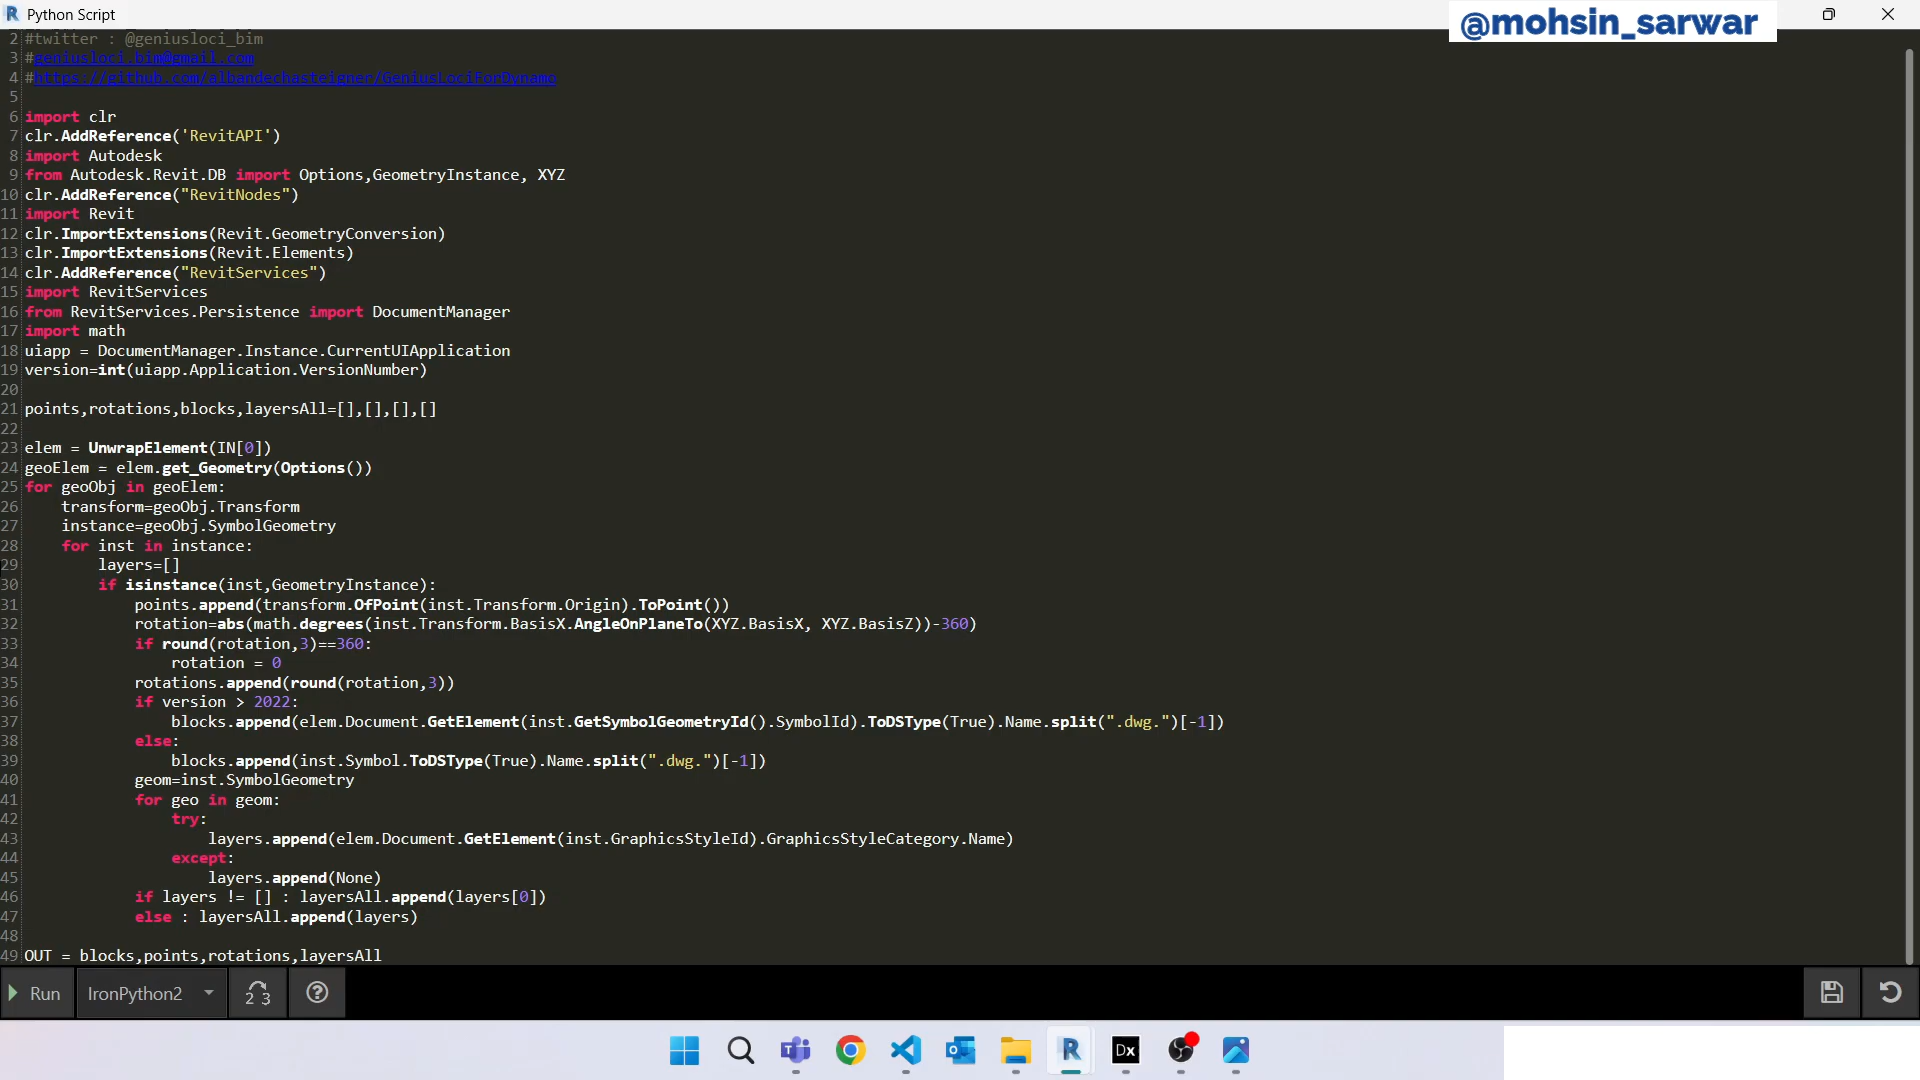 Python Script
@mohsin_sarwar
2 #twitter : @geniusloci_bim
3 #geniusloci.bim@gmail.com
4 #https://github.com/albandechasteigner/GeniusLociForDynamo
5
6 import clr
7 clr.AddReference('RevitAPI')
8 import Autodesk
9 from Autodesk.Revit.DB import Options,GeometryInstance, XYZ
10 clr.AddReference("RevitNodes")
11 import Revit
12 clr.ImportExtensions(Revit.GeometryConversion)
13 clr.ImportExtensions(Revit.Elements)
14 clr.AddReference("RevitServices")
15 import RevitServices
16 from RevitServices.Persistence import DocumentManager
17 import math
18 uiapp = DocumentManager.Instance.CurrentUIApplication
19 version=int(uiapp.Application.VersionNumber)
20
21 points,rotations,blocks,layersAll=[],[],[],[]
22
23 elem = UnwrapElement(IN[0])
24 geoElem = elem.get_Geometry(Options())
25 for geoObj in geoElem:
26     transform=geoObj.Transform
27     instance=geoObj.SymbolGeometry
28     for inst in instance:
29         layers=[]
30         if isinstance(inst,GeometryInstance):
31             points.append(transform.OfPoint(inst.Transform.Origin).ToPoint())
32             rotation=abs(math.degrees(inst.Transform.BasisX.AngleOnPlaneTo(XYZ.BasisX, XYZ.BasisZ))-360)
33             if round(rotation,3)==360:
34                 rotation = 0
35             rotations.append(round(rotation,3))
36             if version > 2022:
37                 blocks.append(elem.Document.GetElement(inst.GetSymbolGeometryId().SymbolId).ToDSType(True).Name.split(".dwg.")[-1])
38             else:
39                 blocks.append(inst.Symbol.ToDSType(True).Name.split(".dwg.")[-1])
40             geom=inst.SymbolGeometry
41             for geo in geom:
42                 try:
43                     layers.append(elem.Document.GetElement(inst.GraphicsStyleId).GraphicsStyleCategory.Name)
44                 except:
45                     layers.append(None)
46             if layers != [] : layersAll.append(layers[0])
47             else : layersAll.append(layers)
48
49 OUT = blocks,points,rotations,layersAll
Run IronPython2 2 3 ?
Dx